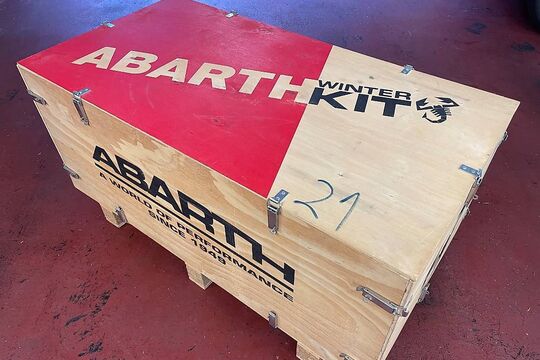 ABARTH
WINTER
KIT
21
ABARTH
A WORLD OF PERFORMANCE
SINCE 1949